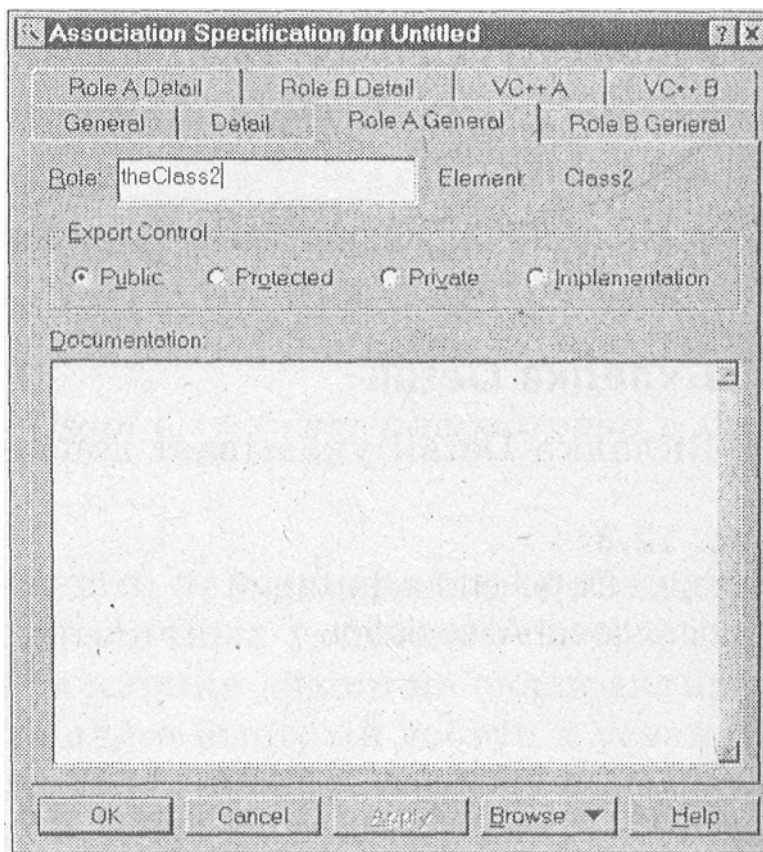 Association Specification for Untitled
Role A Detail Role B Detail VC++ A VC++ B
General Detail Role A General Role B General
Role: theClass2 Element: Class2
Export Control
Public Protected Private Implementation
Documentation:
OK Cancel Apply Browse Help